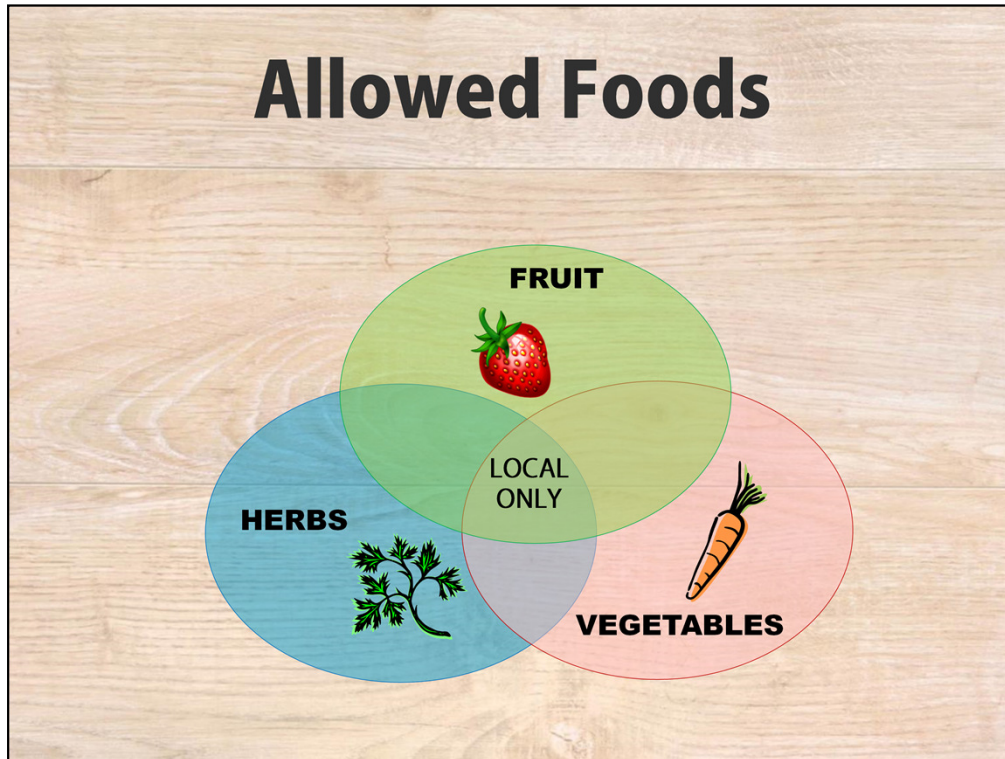 Allowed Foods
FRUIT
LOCAL
ONLY
HERBS
VEGETABLES